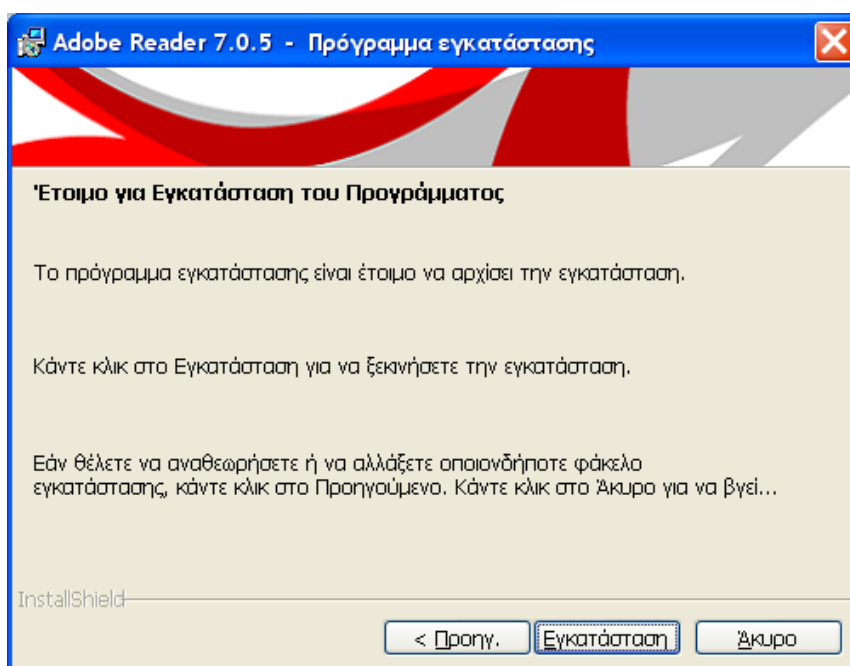 Adobe Reader 7.0.5 - Πρόγραμμα εγκατάστασης
Έτοιμο για Εγκατάσταση του Προγράμματος
Το πρόγραμμα εγκατάστασης είναι έτοιμο να αρχίσει την εγκατάσταση.
Κάντε κλικ στο Εγκατάσταση για να ξεκινήσετε την εγκατάσταση.
Εάν θέλετε να αναθεωρήσετε ή να αλλάξετε οποιονδήποτε φάκελο
εγκατάστασης, κάντε κλικ στο Προηγούμενο. Κάντε κλικ στο Άκυρο για να βγεί...
InstallShield
< Προηγ. Εγκατάσταση Άκυρο